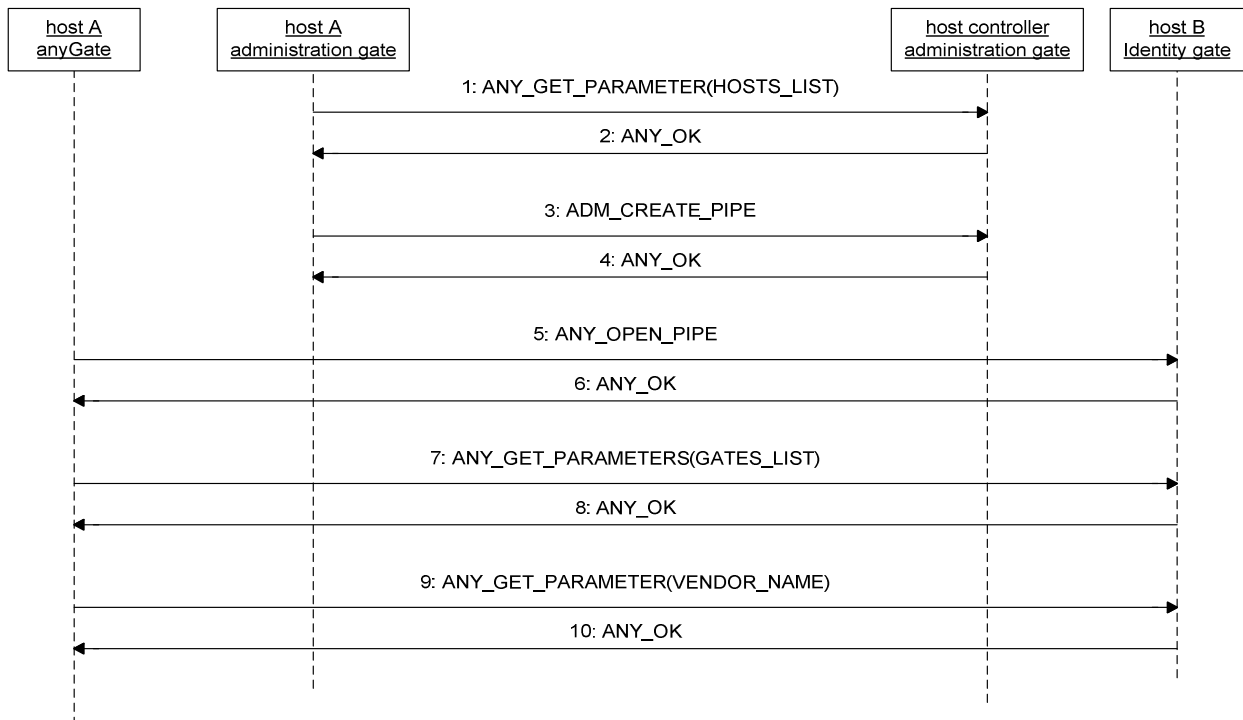 host A
anyGate
host A
administration gate
host controller
administration gate
host B
Identity gate
1: ANY_GET_PARAMETER(HOSTS_LIST)
2: ANY_OK
3: ADM_CREATE_PIPE
4: ANY_OK
5: ANY_OPEN_PIPE
6: ANY_OK
7: ANY_GET_PARAMETERS(GATES_LIST)
8: ANY_OK
9: ANY_GET_PARAMETER(VENDOR_NAME)
10: ANY_OK